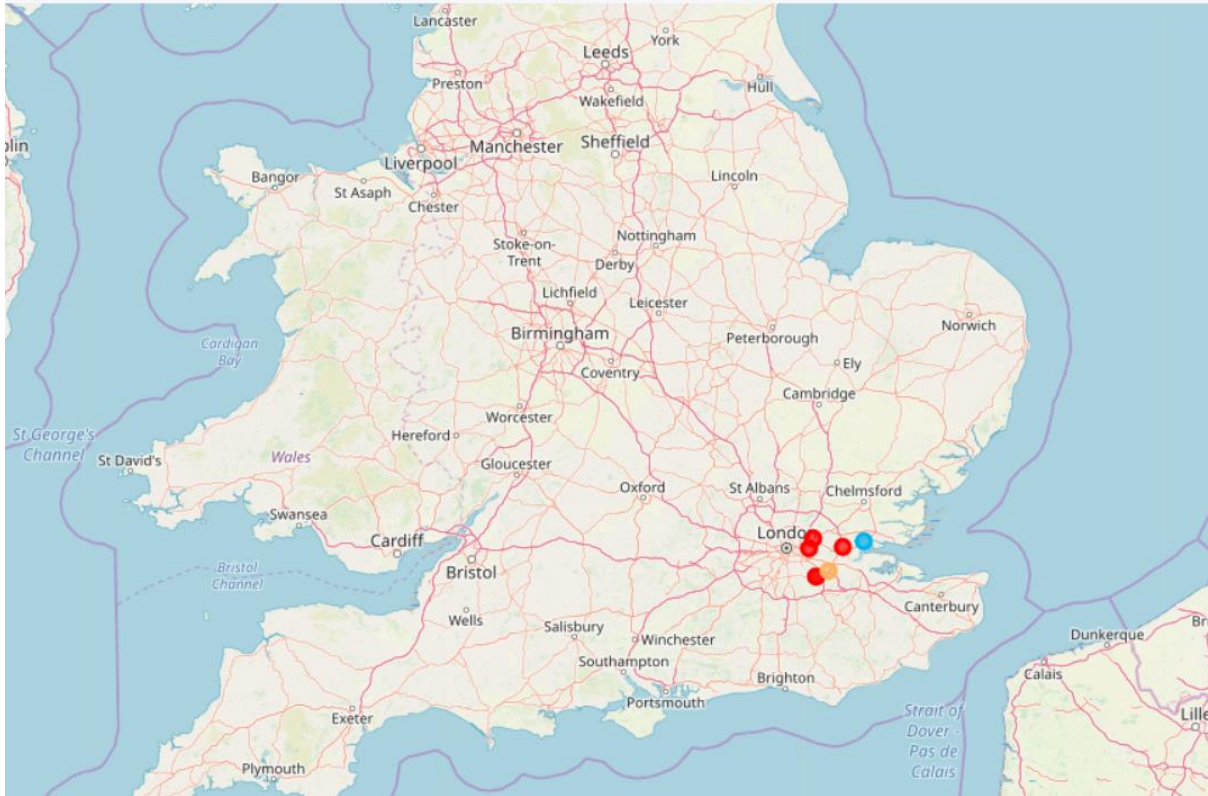 Lancaster
York
Leeds
Preston
Hull
Wakefield
Manchester
Sheffield
Liverpool
Bangor
St Asaph
Lincoln
Chester
Stoke-on-
Trent
Nottingham
Derby
Lichfield
Leicester
Norwich
Birmingham
Peterborough
Cardigan
Bay
Ely
Coventry
Cambridge
Worcester
St George's
Channel
Hereford
St David's
Wales
Gloucester
Oxford
St Albans
Chelmsford
Swansea
London
Cardiff
Bristol
Bristol
Channel
Canterbury
Wells
Salisbury
Winchester
Dunkerque
Southampton
Calais
Brighton
Portsmouth
Exeter
Strait of
Dover -
Pas de
Calais
Lille
Plymouth